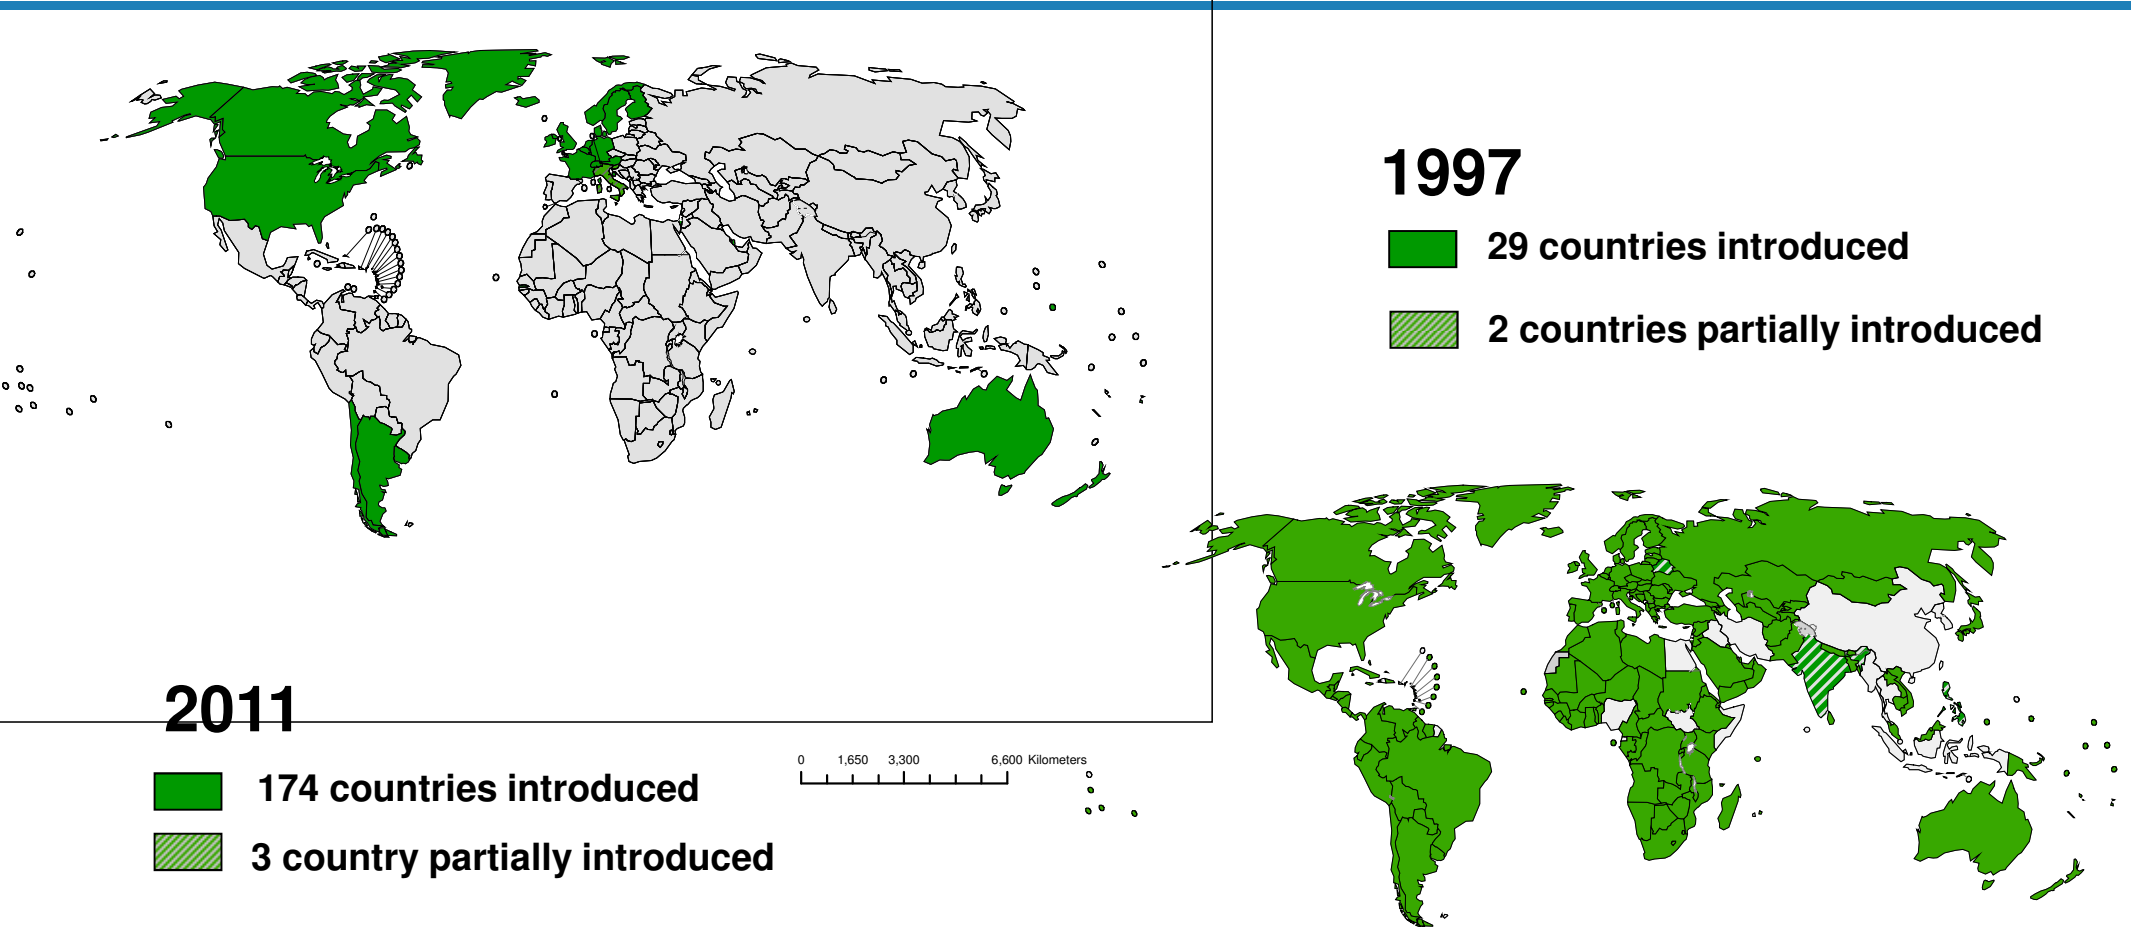 1997
29 countries introduced
2 countries partially introduced
2011
174 countries introduced
3 country partially introduced
0 1,650 3,300 6,600 Kilometers